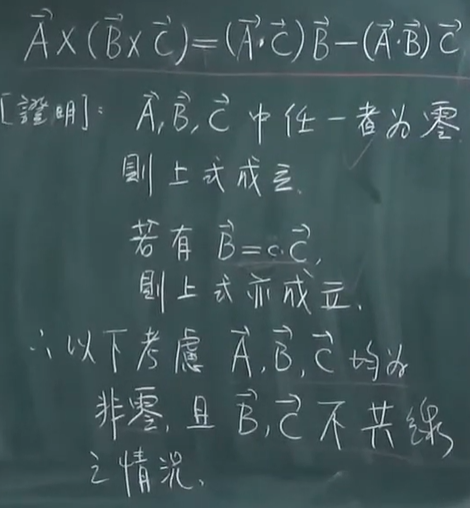 $\vec{A} \times (\vec{B} \times \vec{C}) = (\vec{A} \cdot \vec{C})\vec{B} - (\vec{A} \cdot \vec{B})\vec{C}$
[證明]: $\vec{A}, \vec{B}, \vec{C}$ 中任一者為零
則上式成立.
若有 $\vec{B} = c \cdot \vec{C}$,
則上式亦成立.
∴以下考慮 $\vec{A}, \vec{B}, \vec{C}$ 均為
非零, 且 $\vec{B}, \vec{C}$ 不共線
之情況.